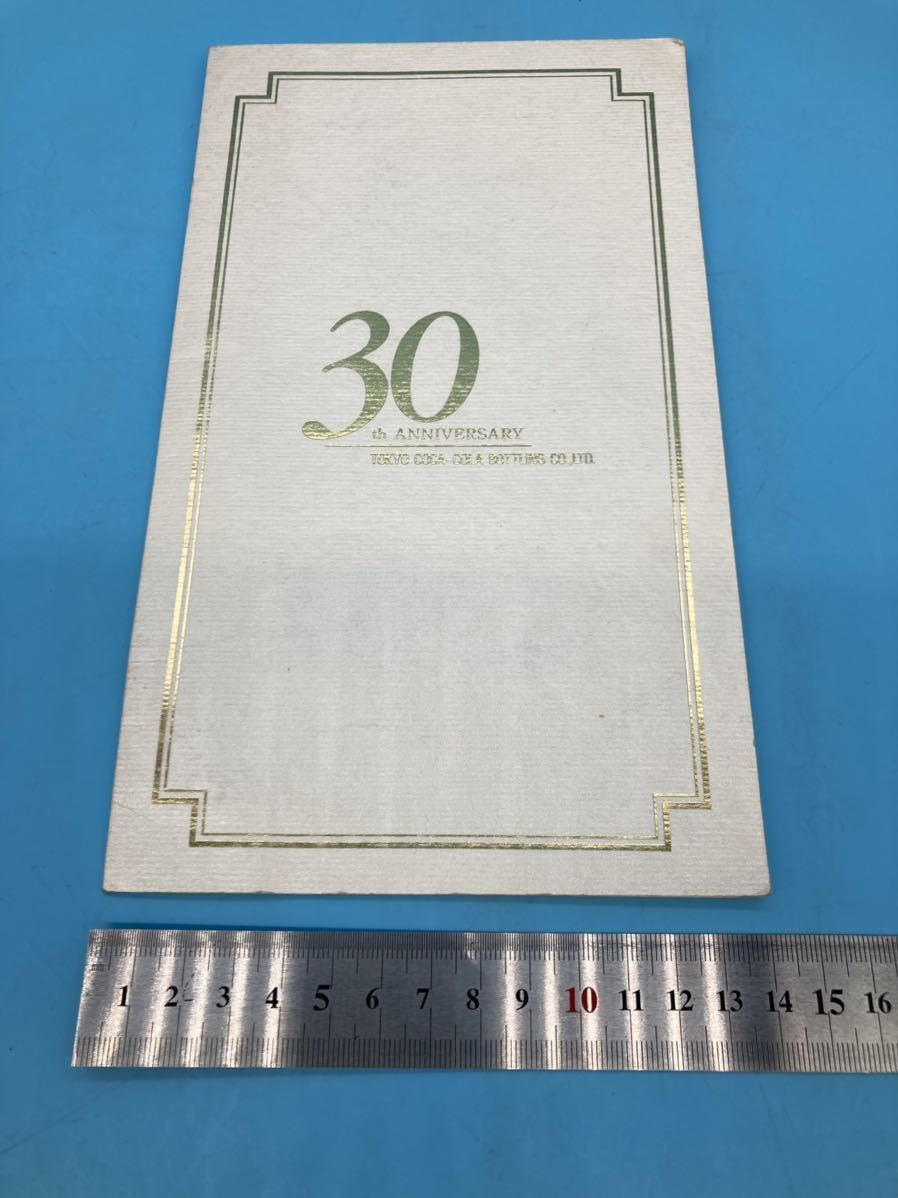 30
th ANNIVERSARY
TOKYO COCA-COLA BOTTLING CO.,LTD.
1 2 3 4 5 6 7 8 9 10 11 12 13 14 15 16